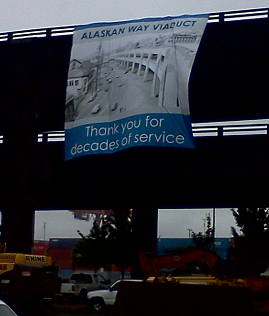 ALASKAN WAY VIADUCT
Thank you for
decades of service